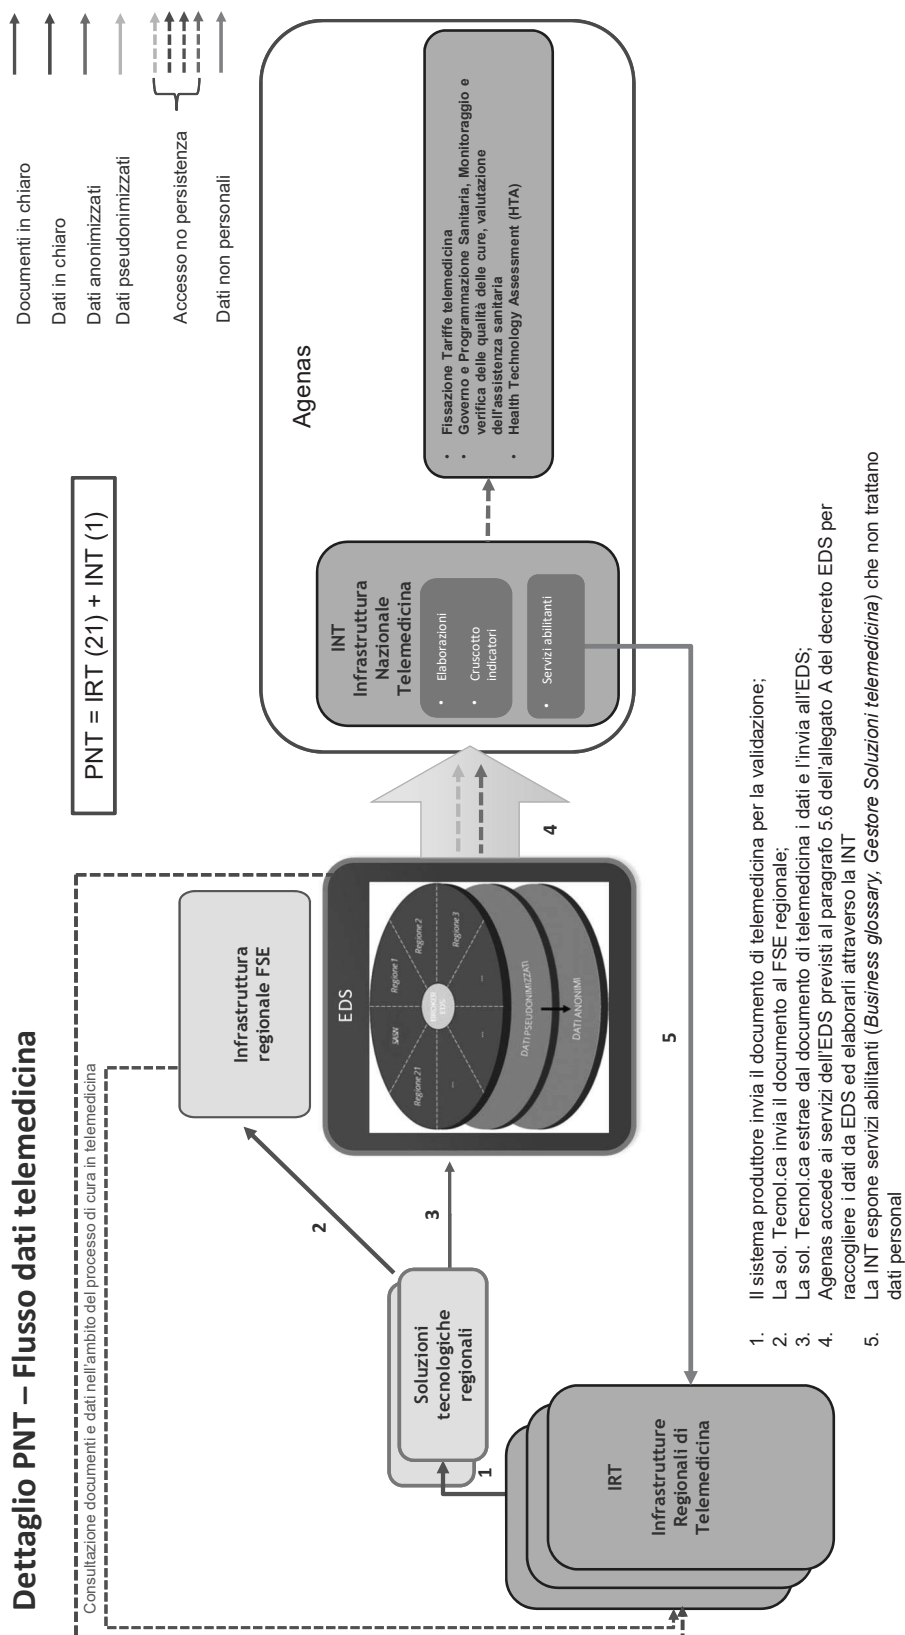 Dettaglio PNT – Flusso dati telemedicina
Consultazione documenti e dati nell'ambito del processo di cura in telemedicina
PNT = IRT (21) + INT (1)
Documenti in chiaro
Dati in chiaro
Dati anonimizzati
Dati pseudonimizzati
Accesso no persistenza
Dati non personali
Infrastruttura
regionale FSE
2
Soluzioni
tecnologiche
regionali
3
1
EDS
SASN
Regione 1
Regione 2
Regione 3
Regione 21
...
...
...
BROKER
EDS
DATI PSEUDONIMIZZATI
DATI ANONIMI
4
Agenas
INT
Infrastruttura
Nazionale
Telemedicina
• Elaborazioni
• Cruscotto
indicatori
• Servizi abilitanti
• Fissazione Tariffe telemedicina
• Governo e Programmazione Sanitaria, Monitoraggio e
verifica delle qualità delle cure, valutazione
dell'assistenza sanitaria
• Health Technology Assessment (HTA)
5
IRT
Infrastrutture
Regionali di
Telemedicina
1. Il sistema produttore invia il documento di telemedicina per la validazione;
2. La sol. Tecnol.ca invia il documento al FSE regionale;
3. La sol. Tecnol.ca estrae dal documento di telemedicina i dati e l'invia all'EDS;
4. Agenas accede ai servizi dell'EDS previsti al paragrafo 5.6 dell'allegato A del decreto EDS per
raccogliere i dati da EDS ed elaborarli attraverso la INT
5. La INT espone servizi abilitanti (Business glossary, Gestore Soluzioni telemedicina) che non trattano
dati personal